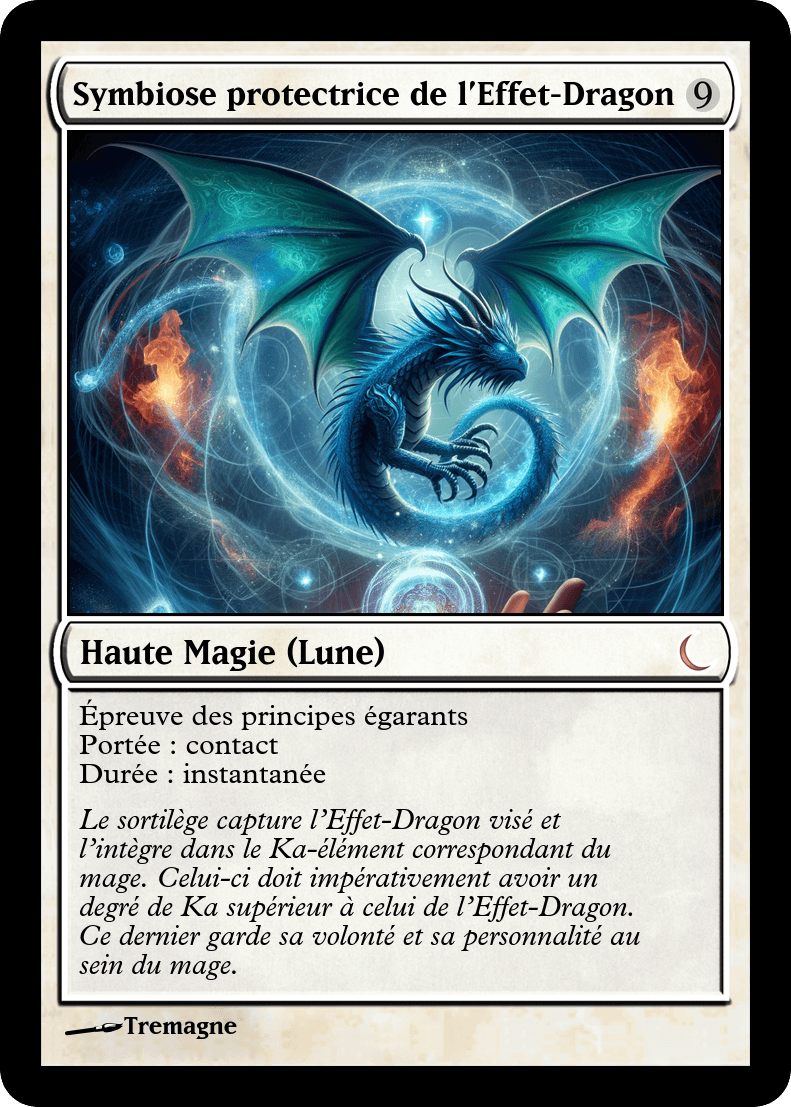 Symbiose protectrice de l'Effet-Dragon 9
Haute Magie (Lune)
Épreuve des principes égarants
Portée : contact
Durée : instantanée
Le sortilège capture l'Effet-Dragon visé et
l'intègre dans le Ka-élément correspondant du
mage. Celui-ci doit impérativement avoir un
degré de Ka supérieur à celui de l'Effet-Dragon.
Ce dernier garde sa volonté et sa personnalité au
sein du mage.
Tremagne